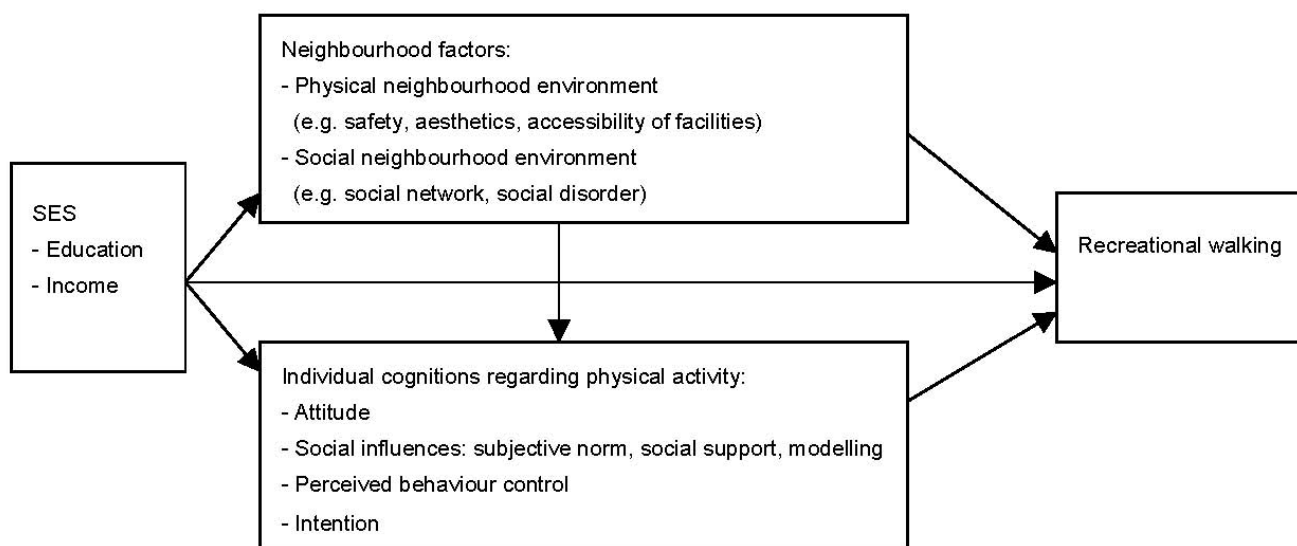 Neighbourhood factors:
- Physical neighbourhood environment
(e.g. safety, aesthetics, accessibility of facilities)
- Social neighbourhood environment
(e.g. social network, social disorder)
SES
- Education
- Income
Recreational walking
Individual cognitions regarding physical activity:
- Attitude
- Social influences: subjective norm, social support, modelling
- Perceived behaviour control
- Intention